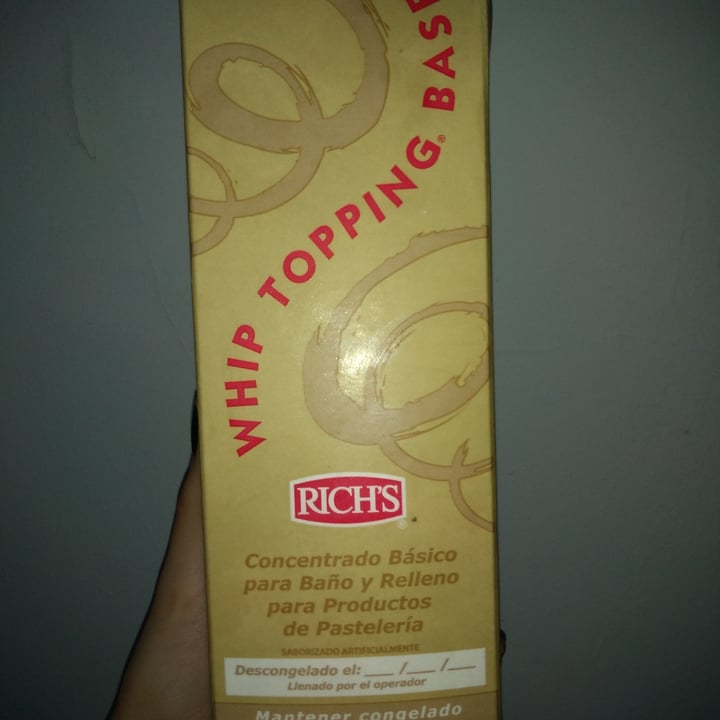 WHIP TOPPING® BASE
RICH'S®
Concentrado Básico
para Baño y Relleno
para Productos
de Pastelería
SABORIZADO ARTIFICIALMENTE
Descongelado el: ___ /___ /___
Llenado por el operador
Mantener congelado